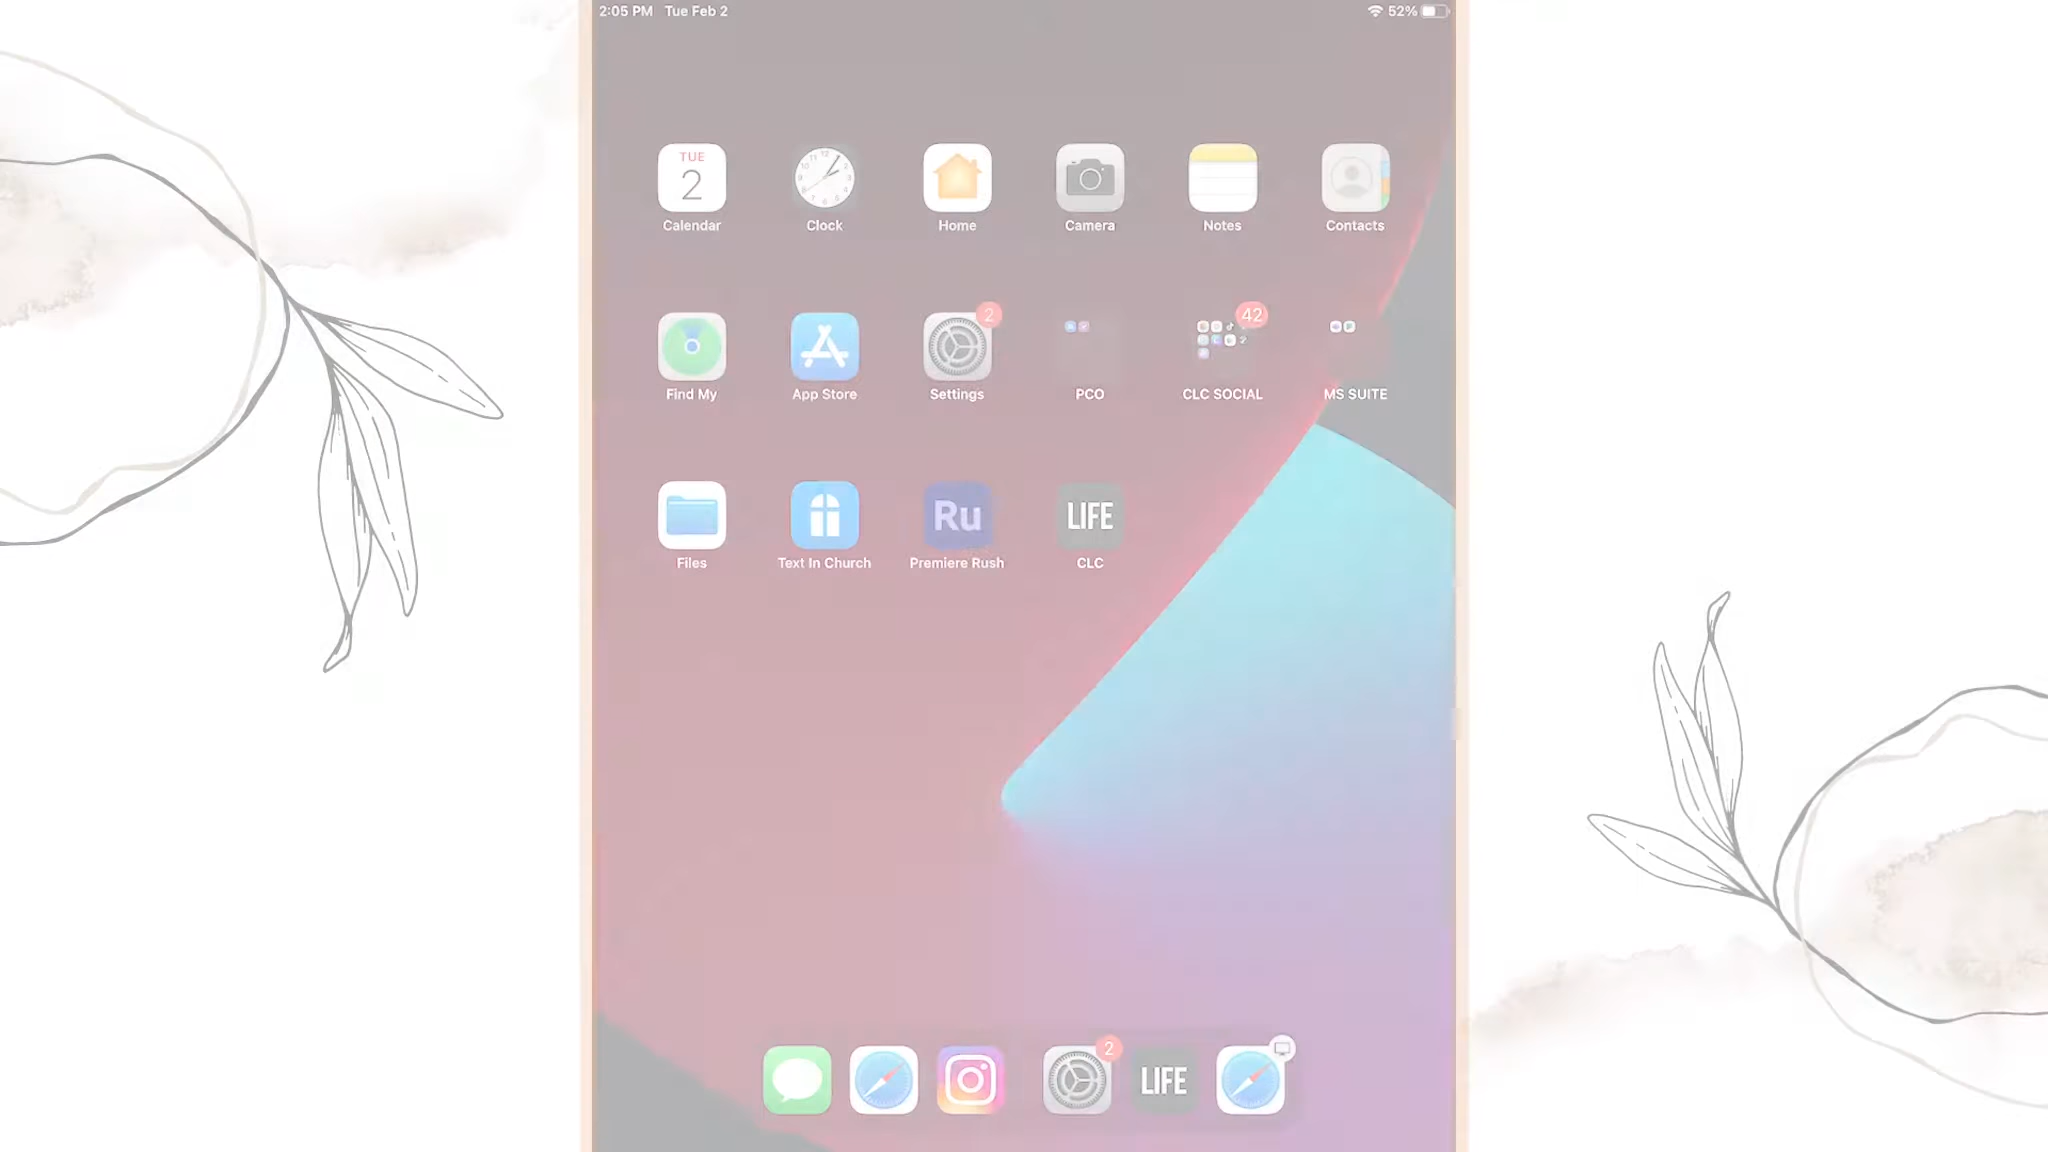 2:05 PM Tue Feb 2 52%
TUE
2
Calendar Clock Home Camera Notes Contacts
2 42
Find My App Store Settings PCO CLC SOCIAL MS SUITE
Ru LIFE
Files Text In Church Premiere Rush CLC
2
LIFE